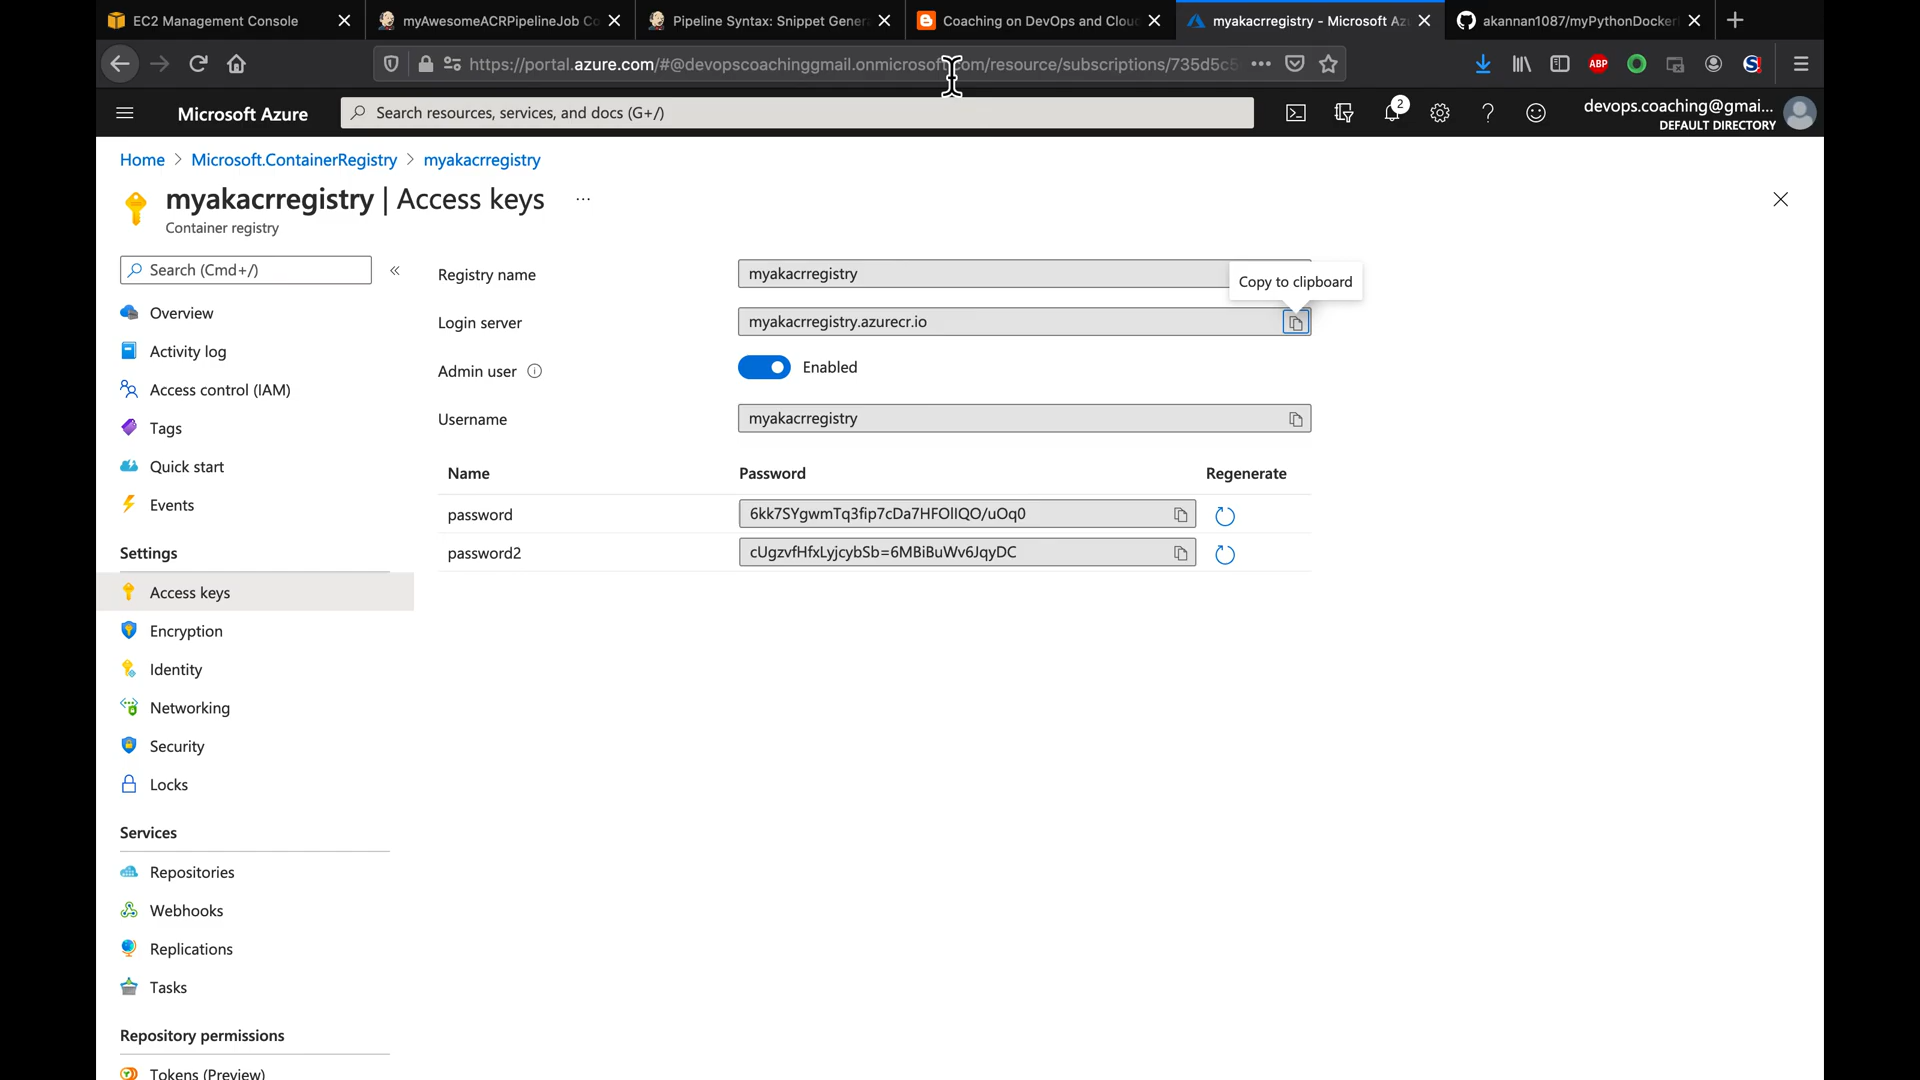 EC2 Management Console
myAwesomeACRPipelineJob Co
Pipeline Syntax: Snippet Genera
Coaching on DevOps and Clou
myakacrregistry - Microsoft Az
akannan1087/myPythonDocker
https://portal.azure.com/#@devopscoachinggmail.onmicrosoft.com/resource/subscriptions/735d5c5
ABP
Microsoft Azure
Search resources, services, and docs (G+/)
2
devops.coaching@gmai...
DEFAULT DIRECTORY
Home > Microsoft.ContainerRegistry > myakacrregistry
myakacrregistry | Access keys ...
Container registry
Search (Cmd+/)
«
Overview
Activity log
Access control (IAM)
Tags
Quick start
Events
Settings
Access keys
Encryption
Identity
Networking
Security
Locks
Services
Repositories
Webhooks
Replications
Tasks
Repository permissions
Tokens (Preview)
Registry name
myakacrregistry
Copy to clipboard
Login server
myakacrregistry.azurecr.io
Admin user
Enabled
Username
myakacrregistry
Name Password Regenerate
password
6kk7SYgwmTq3fip7cDa7HFOIIQO/uOq0
password2
cUgzvfHfxLyjcybSb=6MBiBuWv6JqyDC